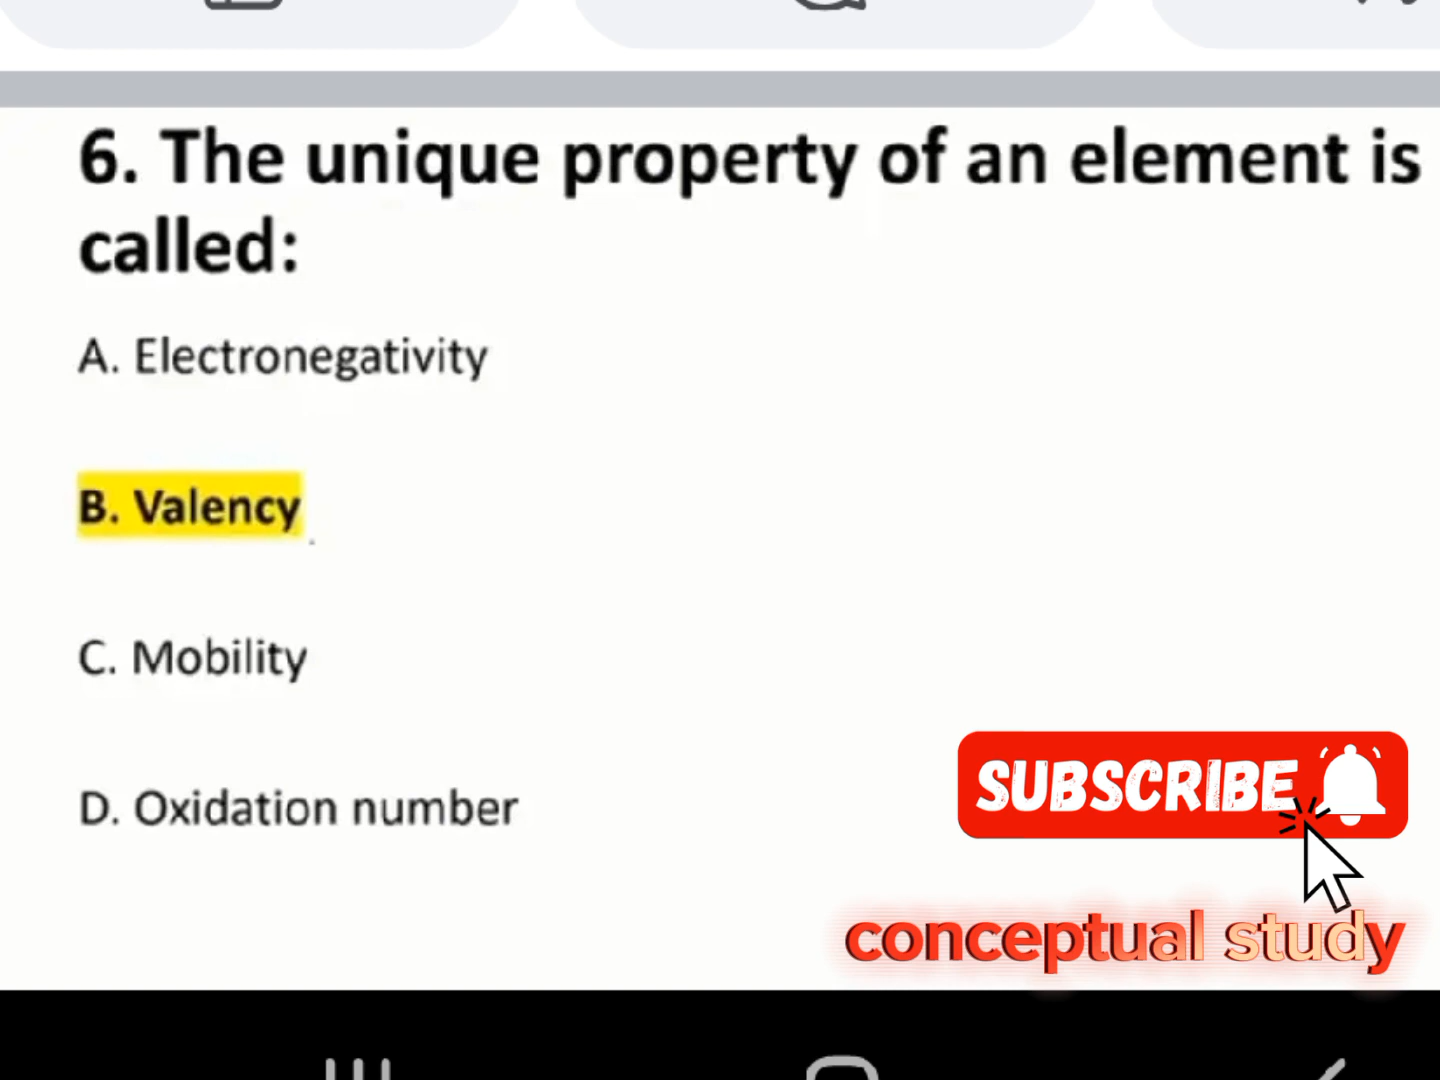 6. The unique property of an element is
called:
A. Electronegativity
B. Valency
C. Mobility
D. Oxidation number
SUBSCRIBE
conceptual study